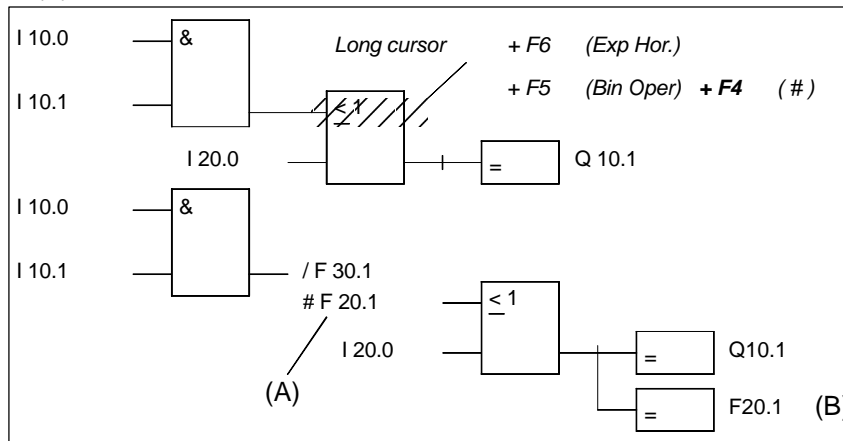 I 10.0
&
Long cursor + F6 (Exp Hor.)
I 10.1
+ F5 (Bin Oper) + F4 ( # )
< 1
I 20.0
= Q 10.1
I 10.0
&
I 10.1
/ F 30.1
# F 20.1
< 1
I 20.0
= Q10.1
(A)
= F20.1 (B)